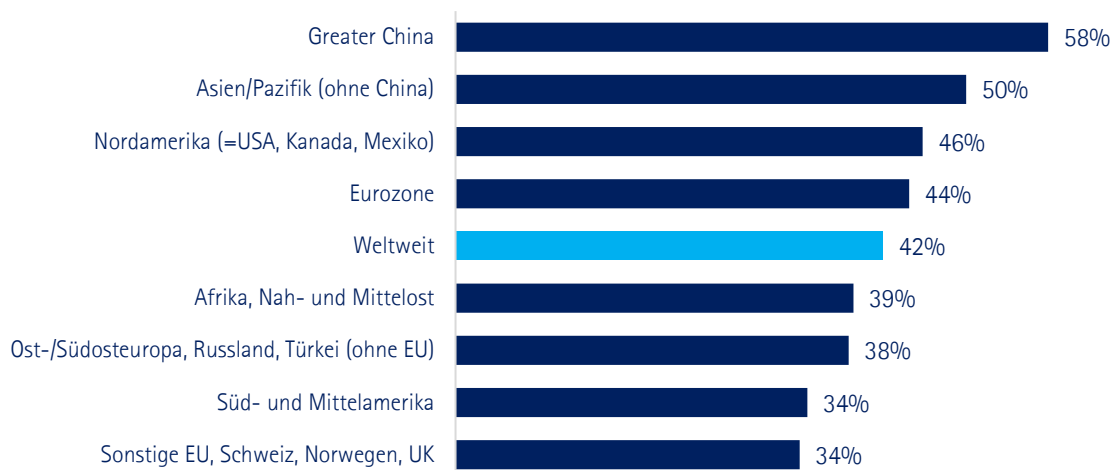 Greater China 58%
Asien/Pazifik (ohne China) 50%
Nordamerika (=USA, Kanada, Mexiko) 46%
Eurozone 44%
Weltweit 42%
Afrika, Nah- und Mittelost 39%
Ost-/Südosteuropa, Russland, Türkei (ohne EU) 38%
Süd- und Mittelamerika 34%
Sonstige EU, Schweiz, Norwegen, UK 34%